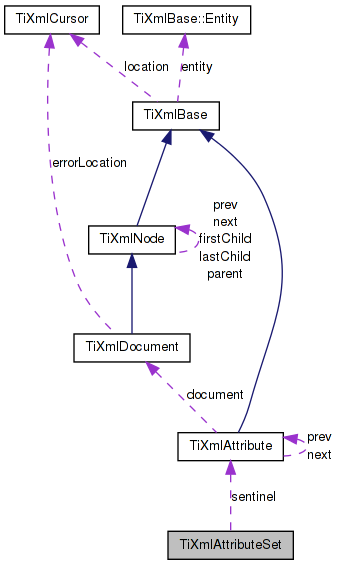 TiXmlCursor
TiXmlBase::Entity
location
entity
TiXmlBase
errorLocation
prev
next
firstChild
lastChild
parent
TiXmlNode
TiXmlDocument
document
TiXmlAttribute
prev
next
sentinel
TiXmlAttributeSet